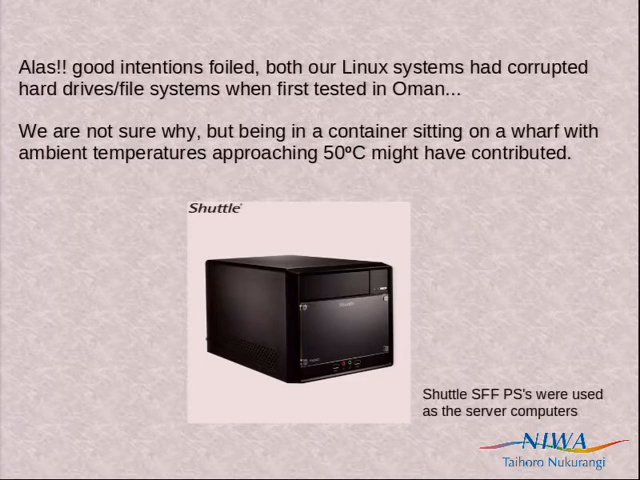 Alas!! good intentions foiled, both our Linux systems had corrupted
hard drives/file systems when first tested in Oman...
We are not sure why, but being in a container sitting on a wharf with
ambient temperatures approaching 50ºC might have contributed.
Shuttle
Shuttle SFF PS's were used
as the server computers
NIWA
Taihoro Nukurangi